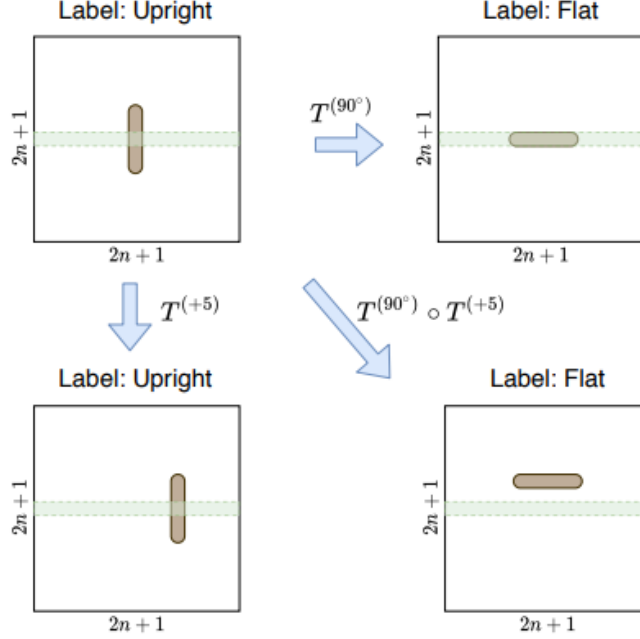 Label: Upright
Label: Flat
2n + 1
T^{(90°)}
2n + 1
2n + 1
2n + 1
T^{(+5)}
T^{(90°)} ∘ T^{(+5)}
Label: Upright
Label: Flat
2n + 1
2n + 1
2n + 1
2n + 1